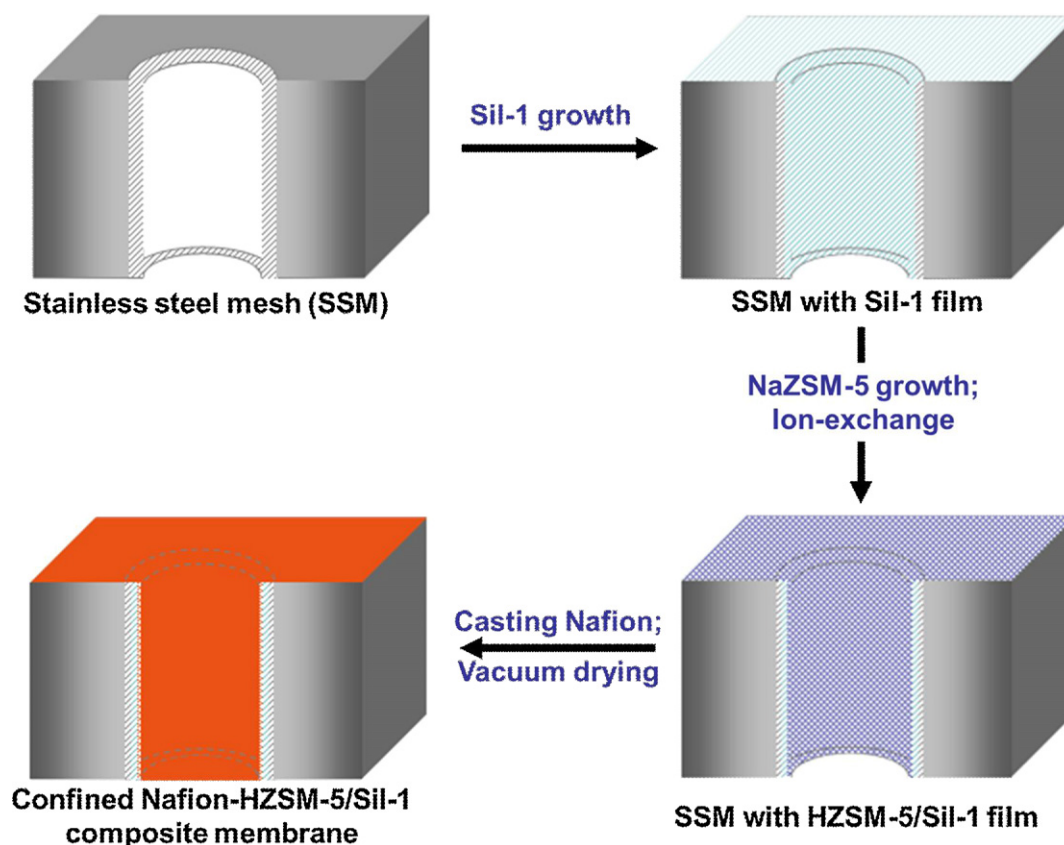 Sil-1 growth
Stainless steel mesh (SSM)
SSM with Sil-1 film
NaZSM-5 growth;
Ion-exchange
Casting Nafion;
Vacuum drying
Confined Nafion-HZSM-5/Sil-1
composite membrane
SSM with HZSM-5/Sil-1 film